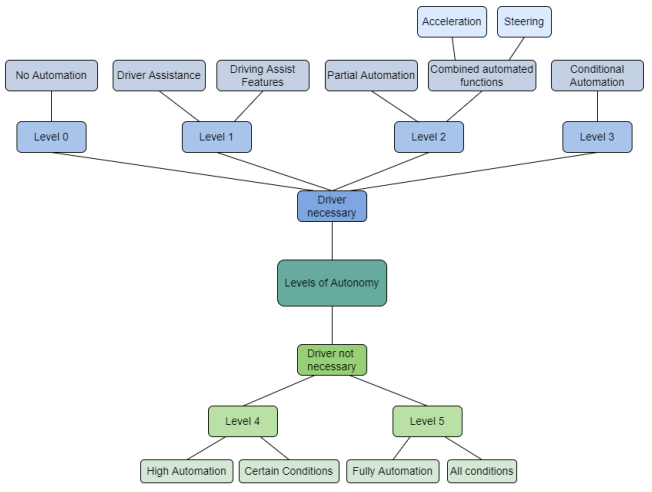 Acceleration
Steering
No Automation
Driver Assistance
Driving Assist
Features
Partial Automation
Combined automated
functions
Conditional
Automation
Level 0
Level 1
Level 2
Level 3
Driver
necessary
Levels of Autonomy
Driver not
necessary
Level 4
Level 5
High Automation
Certain Conditions
Fully Automation
All conditions